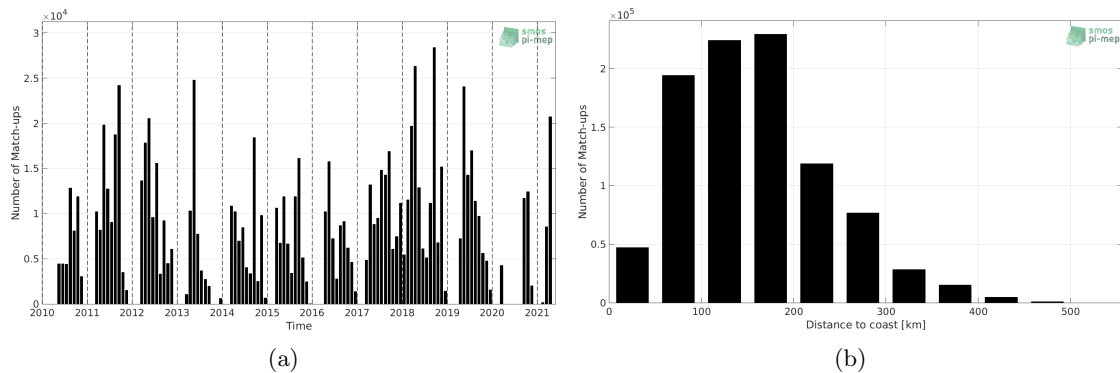 ×10⁴
3
2.5
2
1.5
1
0.5
0
Number of Match-ups
2010 2011 2012 2013 2014 2015 2016 2017 2018 2019 2020 2021
Time
smos
pi-mep
(a)
×10⁵
2
1.5
1
0.5
0
Number of Match-ups
0 100 200 300 400 500
Distance to coast [km]
smos
pi-mep
(b)